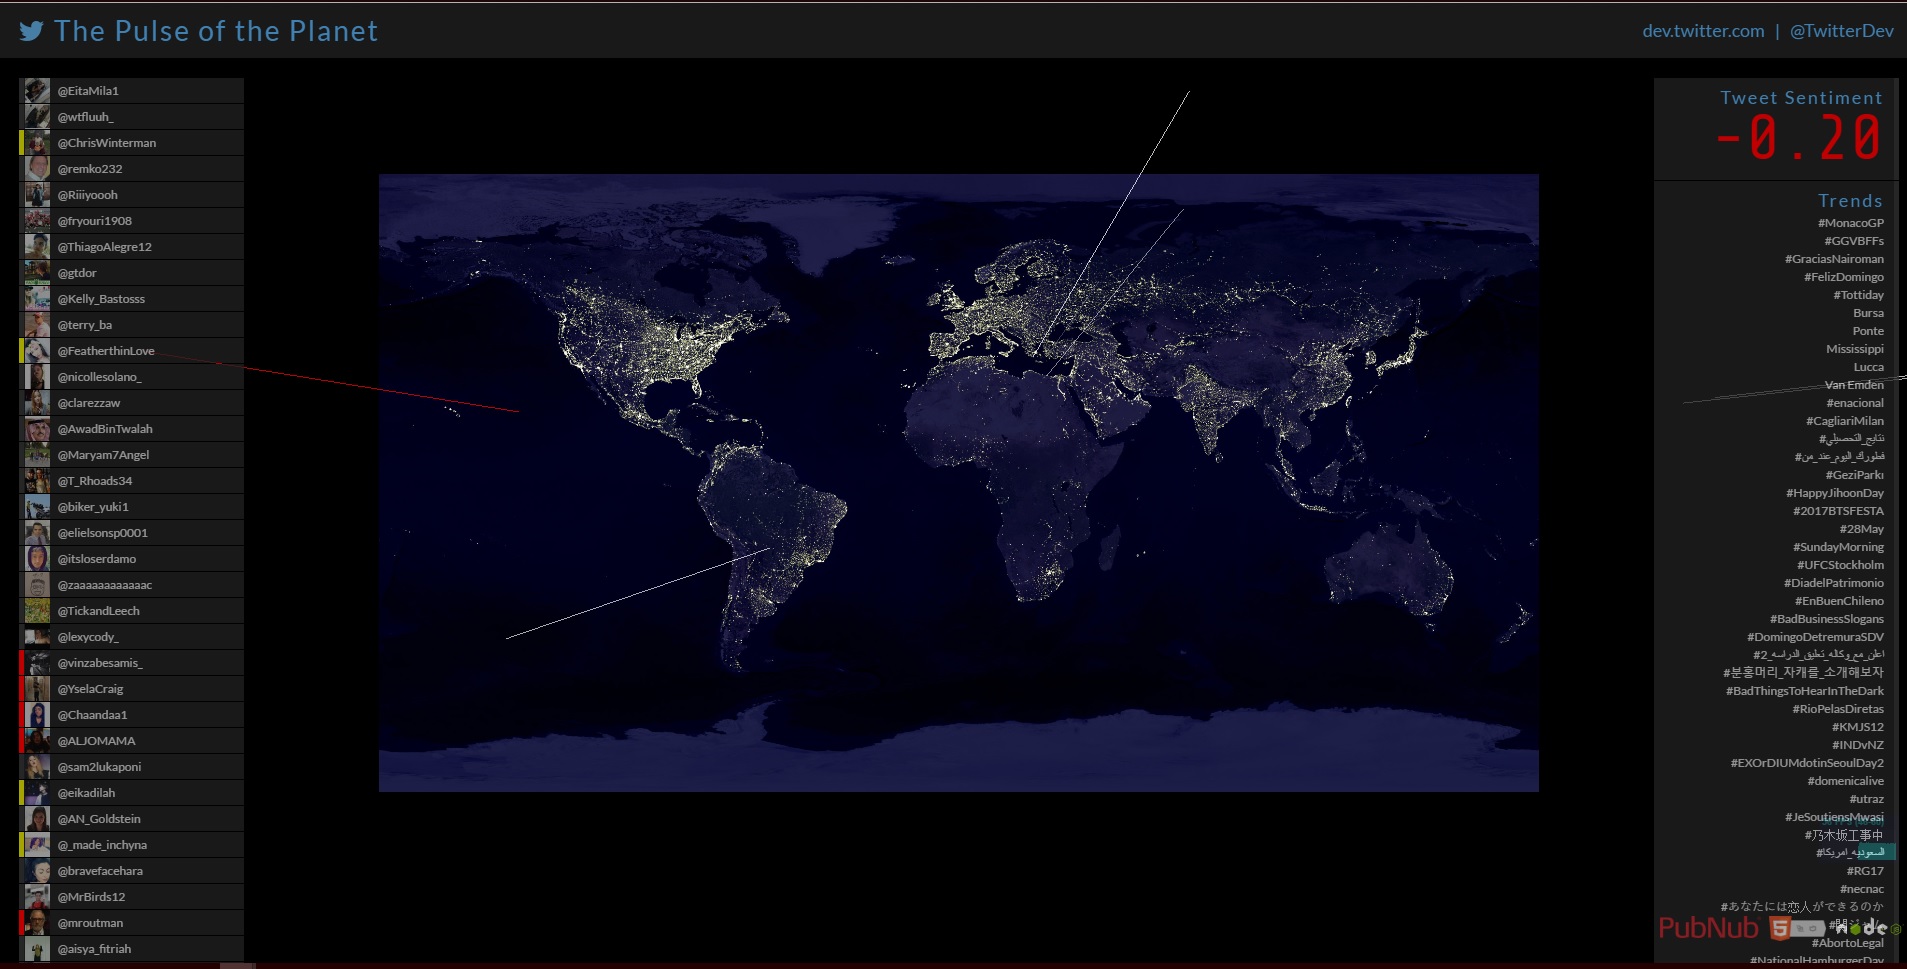 The Pulse of the Planet
dev.twitter.com | @TwitterDev
@EitaMila1
@wtfluuh_
@ChrisWinterman
@remko232
@Riiiyoooh
@fryouri1908
@ThiagoAlegre12
@gtdor
@Kelly_Bastosss
@terry_ba
@FeatherthinLove
@nicollesolano_
@clarezzaw
@AwadBinTwalah
@Maryam7Angel
@T_Rhoads34
@biker_yuki1
@elielsonsp0001
@itsloserdamo
@zaaaaaaaaaaaac
@TickandLeech
@lexycody_
@vinzabesamis_
@YselaCraig
@Chaandaa1
@ALJOMAMA
@sam2lukaponi
@eikadilah
@AN_Goldstein
@_made_inchyna
@bravefacehara
@MrBirds12
@mroutman
@aisya_fitriah
Tweet Sentiment
-0.20
Trends
#MonacoGP
#GGVBFFs
#GraciasNairoman
#FelizDomingo
#Tottiday
Bursa
Ponte
Mississippi
Lucca
Van Emden
#enacional
#CagliariMilan
#نتايج_التحصيلي
#فطورك_اليوم_عند_من
#GeziParkı
#HappyJihoonDay
#2017BTSFESTA
#28May
#SundayMorning
#UFCStockholm
#DiadelPatrimonio
#EnBuenChileno
#BadBusinessSlogans
#DomingoDetremuraSDV
#اعلن_مع_وكاله_تعليق_الدراسه_2
#분홍머리_자캐를_소개해보자
#BadThingsToHearInTheDark
#RioPelasDiretas
#KMJS12
#INDvNZ
#EXOrDIUMdotinSeoulDay2
#domenicalive
#utraz
#JeSoutiensMwasi
#乃木坂工事中
#السعوديه_امريكا
#RG17
#necnac
#あなたには恋人ができるのか
PubNub
node
#AbortoLegal
#NationalHamburgerDay